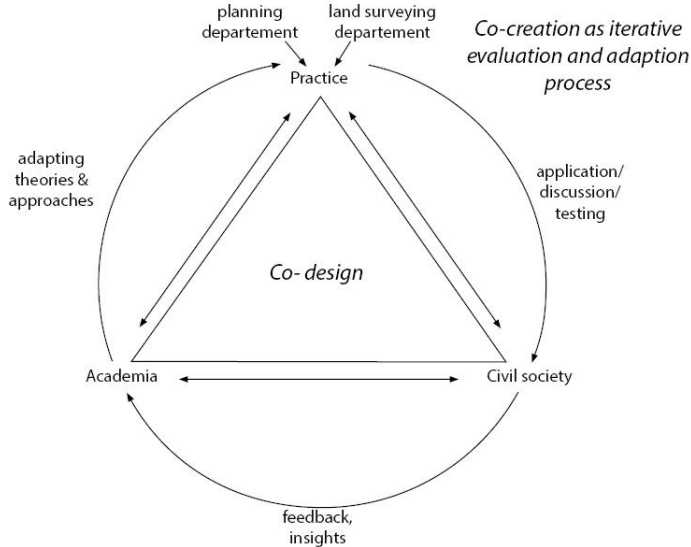 planning
departement
land surveying
departement
Co-creation as iterative
evaluation and adaption
process
Practice
adapting
theories &
approaches
application/
discussion/
testing
Co- design
Academia
Civil society
feedback,
insights